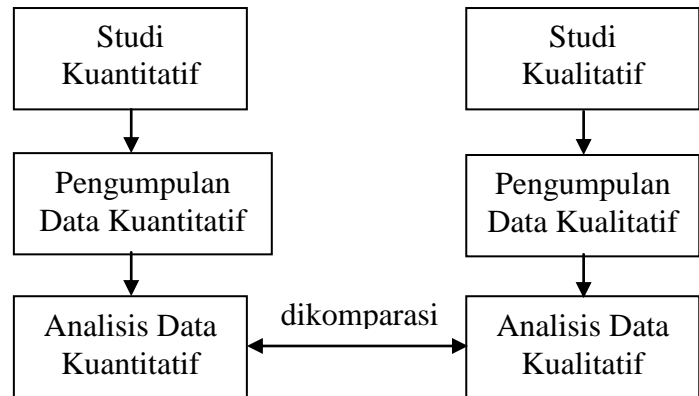 Studi
Kuantitatif
Studi
Kualitatif
Pengumpulan
Data Kuantitatif
Pengumpulan
Data Kualitatif
Analisis Data
Kuantitatif
dikomparasi
Analisis Data
Kualitatif